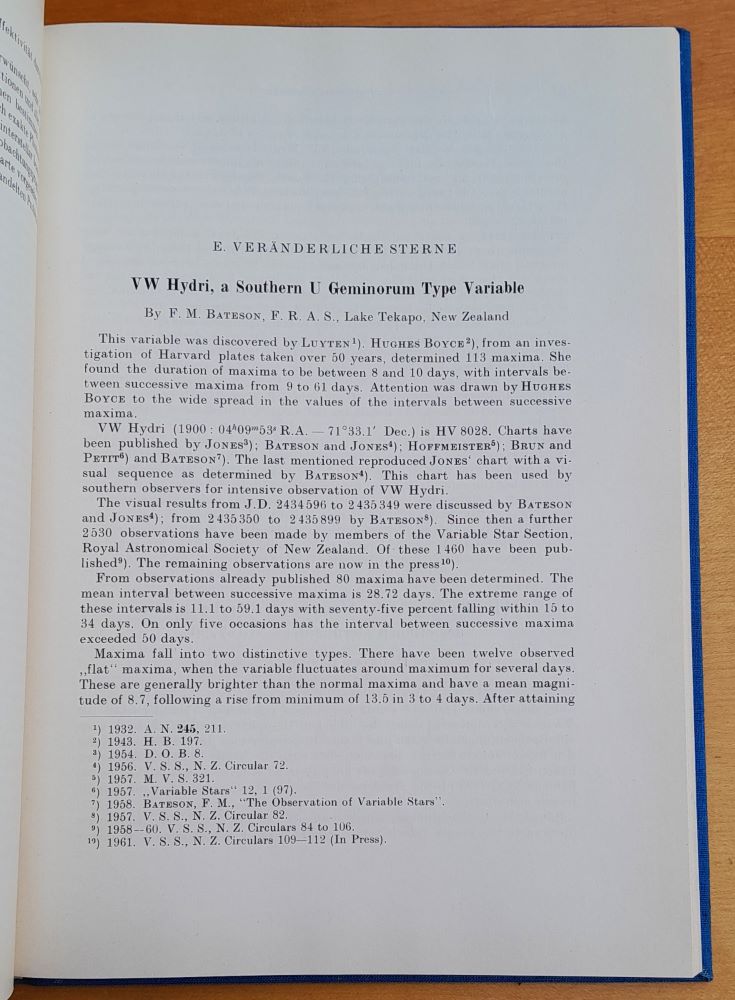 ffektivität
E. VERÄNDERLICHE STERNE
VW Hydri, a Southern U Geminorum Type Variable
By F. M. BATESON, F. R. A. S., Lake Tekapo, New Zealand
This variable was discovered by LUYTEN¹). HUGHES BOYCE²), from an inves-
tigation of Harvard plates taken over 50 years, determined 113 maxima. She
found the duration of maxima to be between 8 and 10 days, with intervals be-
tween successive maxima from 9 to 61 days. Attention was drawn by HUGHES
BOYCE to the wide spread in the values of the intervals between successive
maxima.
VW Hydri (1900 : 04ʰ09ᵐ53ˢ R.A. — 71°33.1′ Dec.) is HV 8028. Charts have
been published by JONES³); BATESON and JONES⁴); HOFFMEISTER⁵); BRUN and
PETIT⁶) and BATESON⁷). The last mentioned reproduced JONES' chart with a vi-
sual sequence as determined by BATESON⁴). This chart has been used by
southern observers for intensive observation of VW Hydri.
The visual results from J.D. 2434596 to 2435349 were discussed by BATESON
and JONES⁴); from 2435350 to 2435899 by BATESON⁸). Since then a further
2530 observations have been made by members of the Variable Star Section,
Royal Astronomical Society of New Zealand. Of these 1460 have been pub-
lished⁹). The remaining observations are now in the press¹⁰).
From observations already published 80 maxima have been determined. The
mean interval between successive maxima is 28.72 days. The extreme range of
these intervals is 11.1 to 59.1 days with seventy-five percent falling within 15 to
34 days. On only five occasions has the interval between successive maxima
exceeded 50 days.
Maxima fall into two distinctive types. There have been twelve observed
„flat“ maxima, when the variable fluctuates around maximum for several days.
These are generally brighter than the normal maxima and have a mean magni-
tude of 8.7, following a rise from minimum of 13.5 in 3 to 4 days. After attaining
¹) 1932. A. N. 245, 211.
²) 1943. H. B. 197.
³) 1954. D. O. B. 8.
⁴) 1956. V. S. S., N. Z. Circular 72.
⁵) 1957. M. V. S. 321.
⁶) 1957. „Variable Stars“ 12, 1 (97).
⁷) 1958. BATESON, F. M., "The Observation of Variable Stars".
⁸) 1957. V. S. S., N. Z. Circular 82.
⁹) 1958—60. V. S. S., N. Z. Circulars 84 to 106.
¹⁰) 1961. V. S. S., N. Z. Circulars 109—112 (In Press).